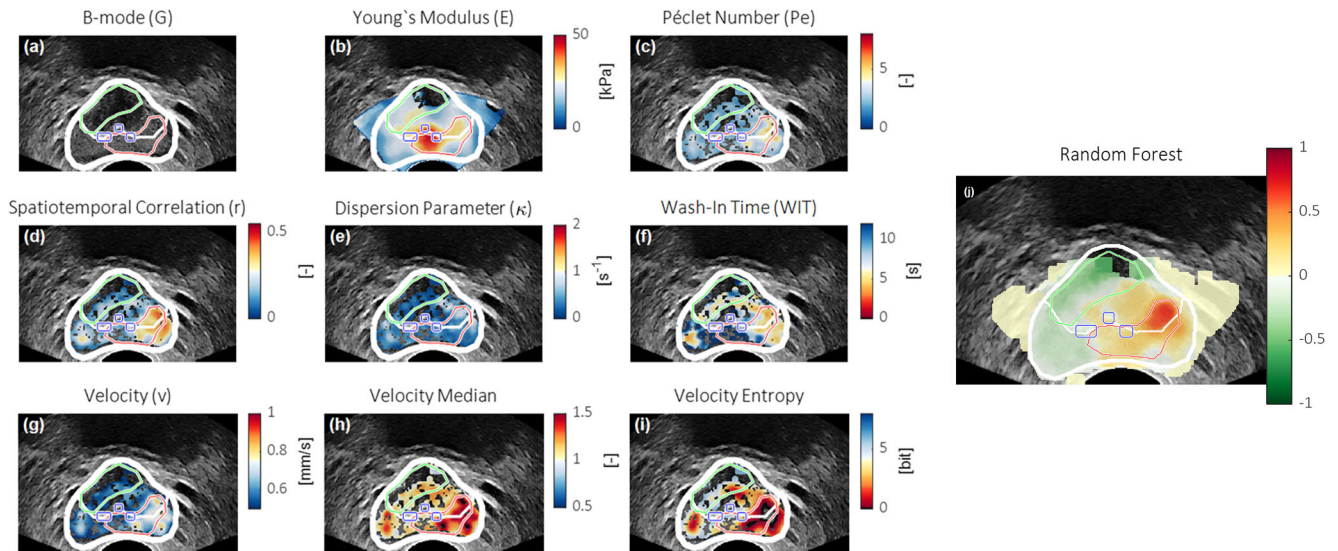 B-mode (G)
Young`s Modulus (E)
Péclet Number (Pe)
(a)
50
0
[kPa]
(b)
(c)
5
0
[-]
Random Forest
(j)
1
0.5
0
-0.5
-1
Spatiotemporal Correlation (r)
Dispersion Parameter (κ)
Wash-In Time (WIT)
(d)
0.5
0
[-]
(e)
2
1
0
[s⁻¹]
(f)
10
5
0
[s]
Velocity (v)
Velocity Median
Velocity Entropy
(g)
1
0.8
0.6
[mm/s]
(h)
1.5
1
0.5
[-]
(i)
5
0
[bit]